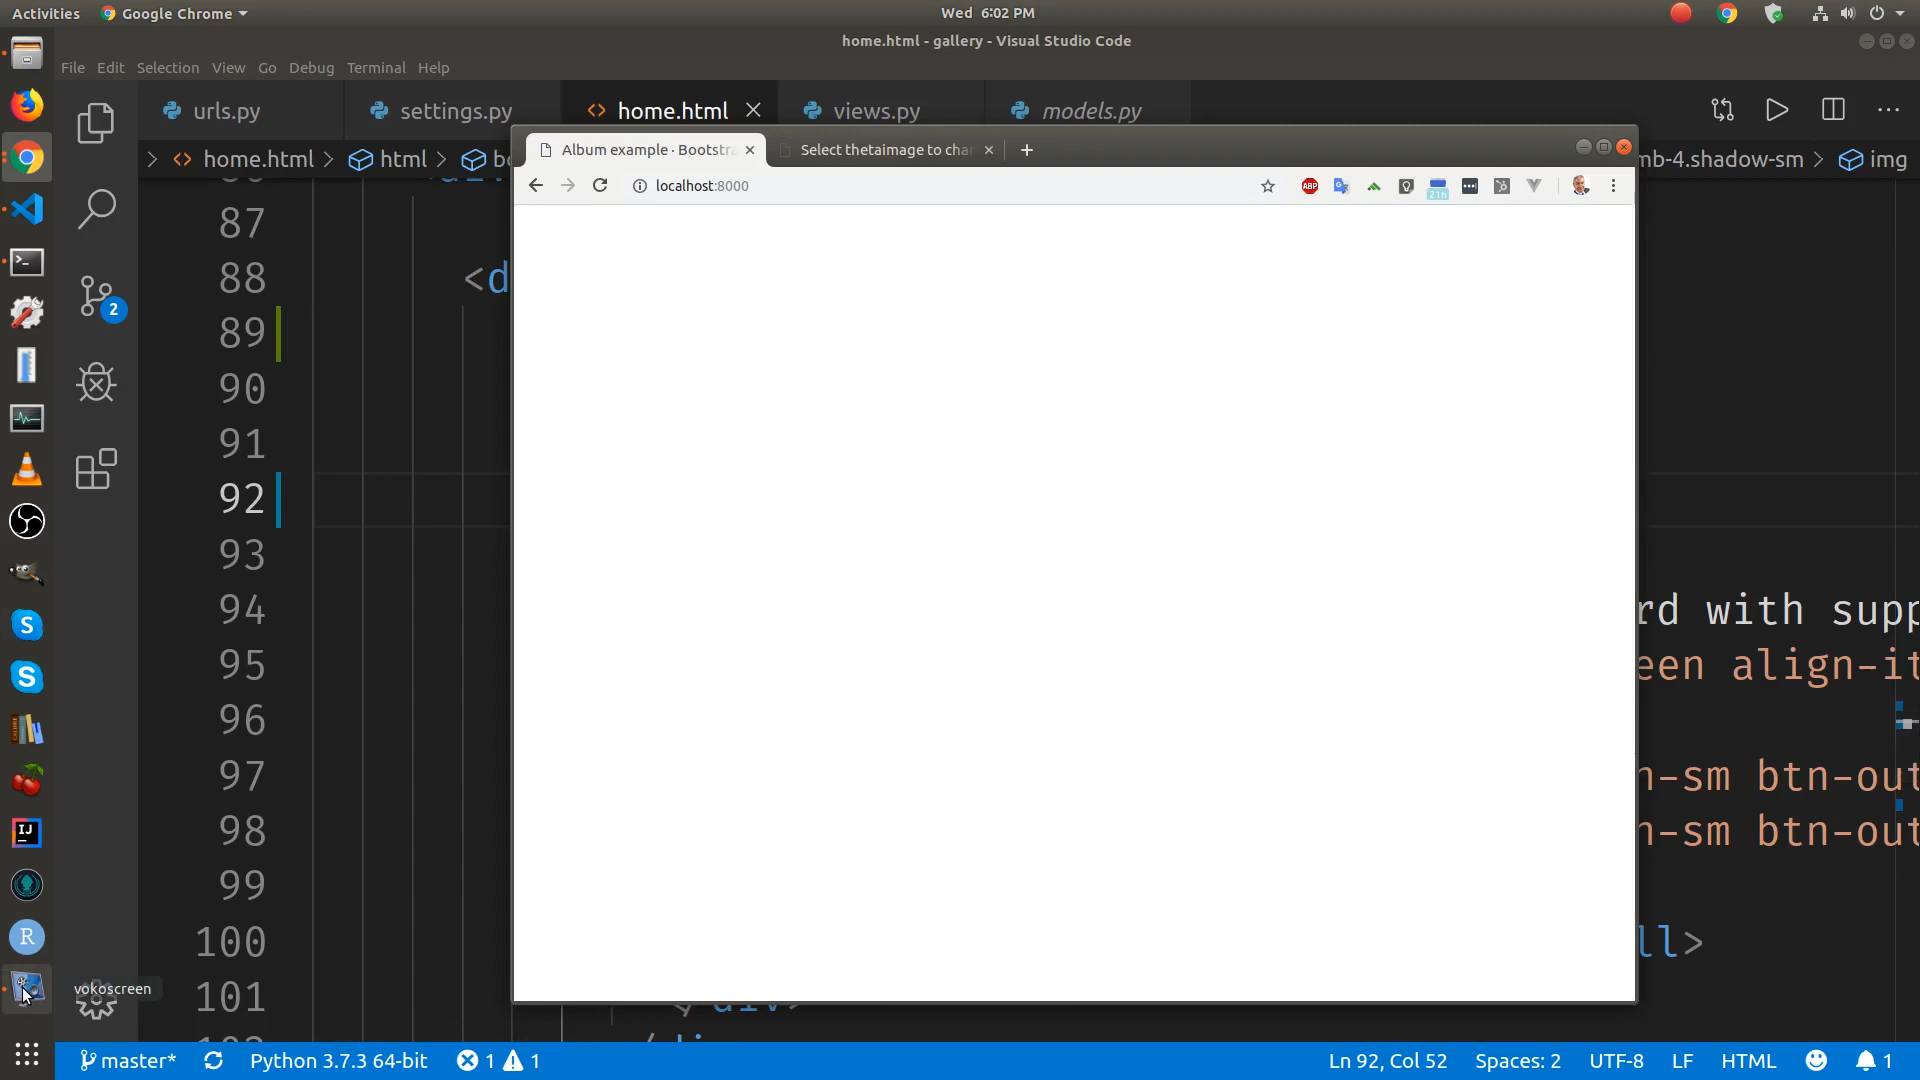 Activities Google Chrome Wed 6:02 PM
home.html - gallery - Visual Studio Code
File Edit Selection View Go Debug Terminal Help
urls.py settings.py <> home.html views.py models.py
<> home.html html mb-4.shadow-sm img
Album example · Bootstra Select thetaimage to cha
localhost:8000
ABP 21h
87
88 <d
89
90
91
92
93
94 rd with supp
95 een align-it
96
97 n-sm btn-out
98 n-sm btn-out
99
100 ll>
101 </div>
2
IJ
R
vokoscreen
master* Python 3.7.3 64-bit 1 1 Ln 92, Col 52 Spaces: 2 UTF-8 LF HTML 1